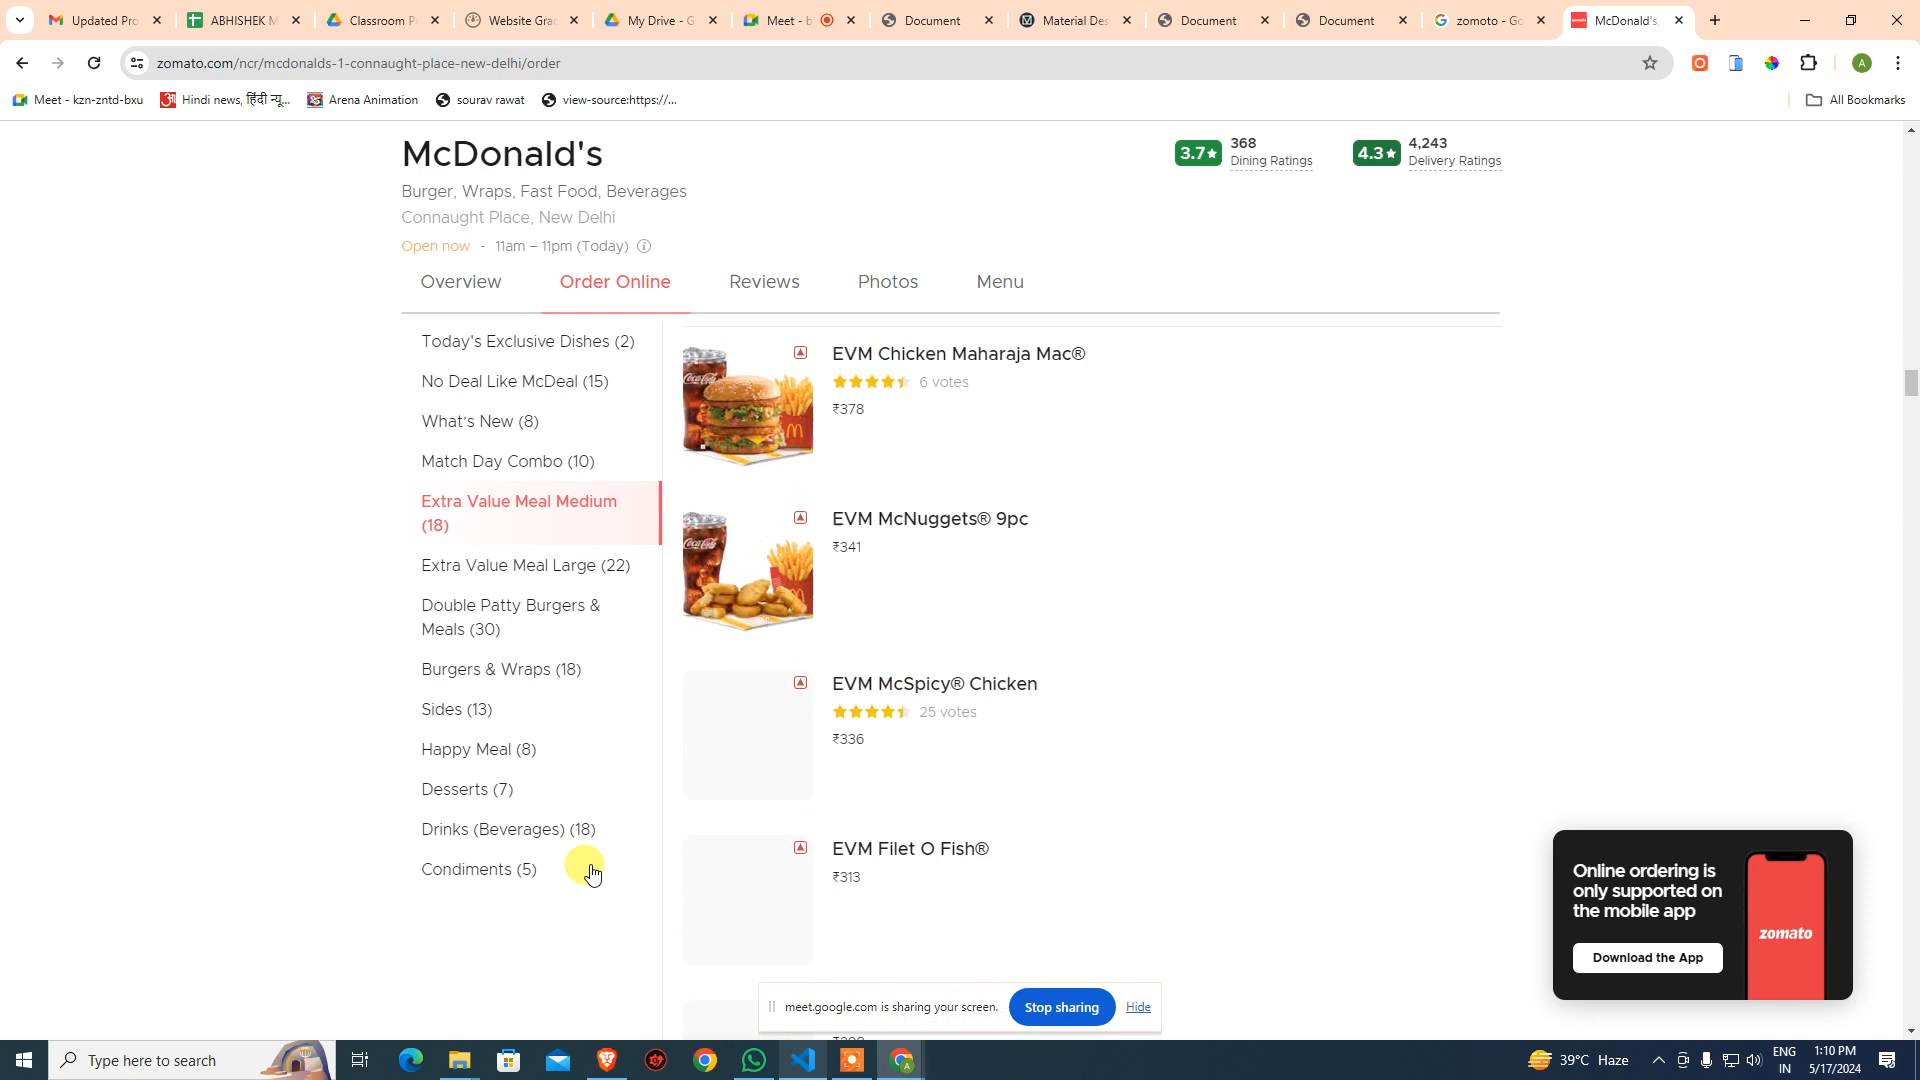 Updated Pro
ABHISHEK M
Classroom P
Website Gra
My Drive - G
Meet - b
Document
Material Des
Document
Document
zomoto - Go
McDonald's,
zomato.com/ncr/mcdonalds-1-connaught-place-new-delhi/order
Meet - kzn-zntd-bxu
Hindi news, हिंदी न्यू...
Arena Animation
sourav rawat
view-source:https://...
All Bookmarks
McDonald's
3.7★
368
Dining Ratings
4.3★
4,243
Delivery Ratings
Burger, Wraps, Fast Food, Beverages
Connaught Place, New Delhi
Open now - 11am – 11pm (Today)
Overview
Order Online
Reviews
Photos
Menu
Today's Exclusive Dishes (2)
No Deal Like McDeal (15)
What's New (8)
Match Day Combo (10)
Extra Value Meal Medium
(18)
Extra Value Meal Large (22)
Double Patty Burgers &
Meals (30)
Burgers & Wraps (18)
Sides (13)
Happy Meal (8)
Desserts (7)
Drinks (Beverages) (18)
Condiments (5)
EVM Chicken Maharaja Mac®
6 votes
₹378
EVM McNuggets® 9pc
₹341
EVM McSpicy® Chicken
25 votes
₹336
EVM Filet O Fish®
₹313
Online ordering is
only supported on
the mobile app
Download the App
zomato
meet.google.com is sharing your screen.
Stop sharing
Hide
Type here to search
39°C Haze
ENG
IN
1:10 PM
5/17/2024